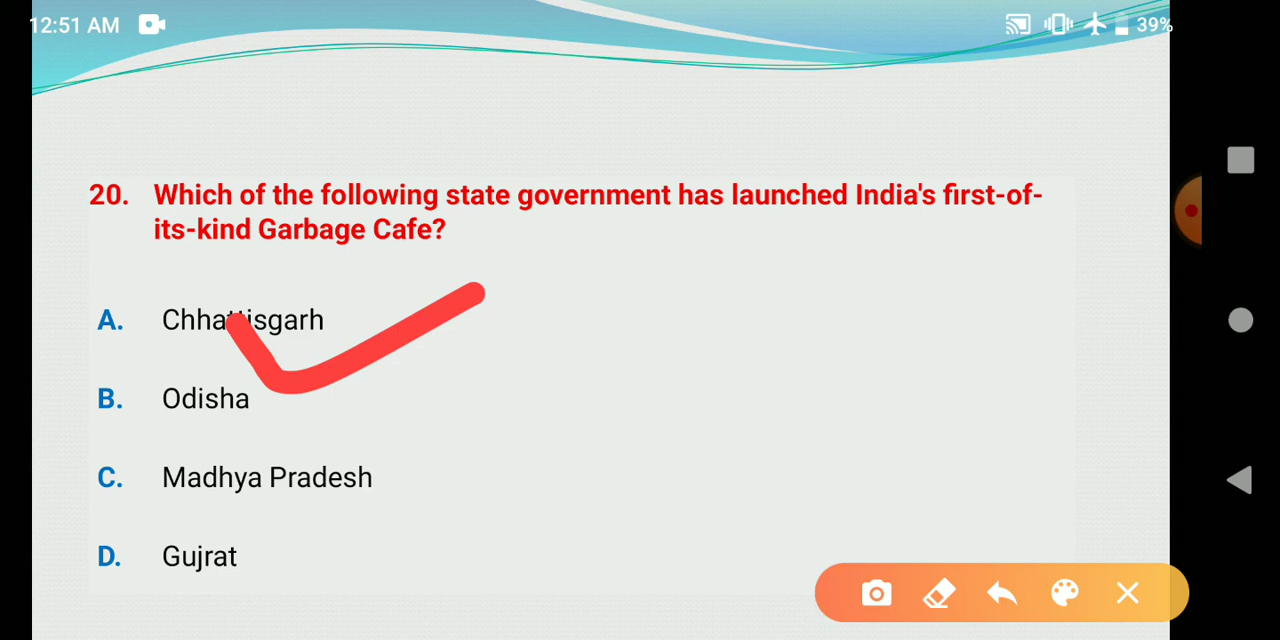 12:51 AM
39%
20. Which of the following state government has launched India's first-of-
its-kind Garbage Cafe?
A. Chhattisgarh
B. Odisha
C. Madhya Pradesh
D. Gujrat